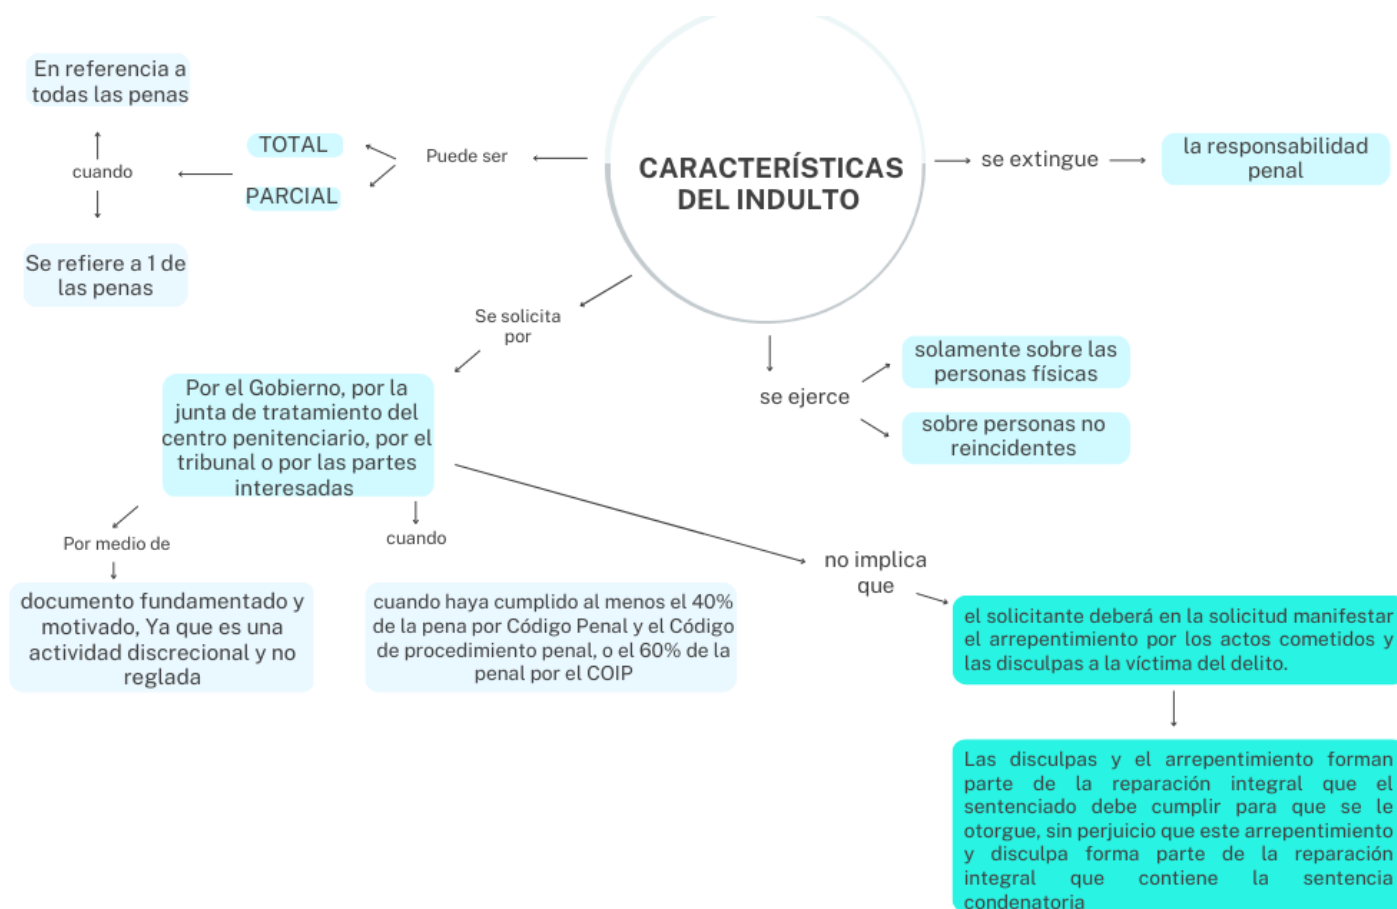 CARACTERÍSTICAS
DEL INDULTO
Puede ser
TOTAL
PARCIAL
cuando
En referencia a
todas las penas
Se refiere a 1 de
las penas
se extingue
la responsabilidad
penal
se ejerce
solamente sobre las
personas físicas
sobre personas no
reincidentes
Se solicita
por
Por el Gobierno, por la
junta de tratamiento del
centro penitenciario, por el
tribunal o por las partes
interesadas
Por medio de
documento fundamentado y
motivado, Ya que es una
actividad discrecional y no
reglada
cuando
cuando haya cumplido al menos el 40%
de la pena por Código Penal y el Código
de procedimiento penal, o el 60% de la
penal por el COIP
no implica
que
el solicitante deberá en la solicitud manifestar
el arrepentimiento por los actos cometidos y
las disculpas a la víctima del delito.
Las disculpas y el arrepentimiento forman
parte de la reparación integral que el
sentenciado debe cumplir para que se le
otorgue, sin perjuicio que este arrepentimiento
y disculpa forma parte de la reparación
integral que contiene la sentencia
condenatoria